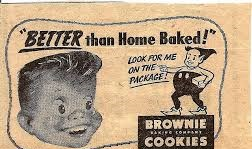 "BETTER than Home Baked!"
LOOK FOR ME
ON THE
PACKAGE!
BROWNIE
BAKING COMPANY
COOKIES